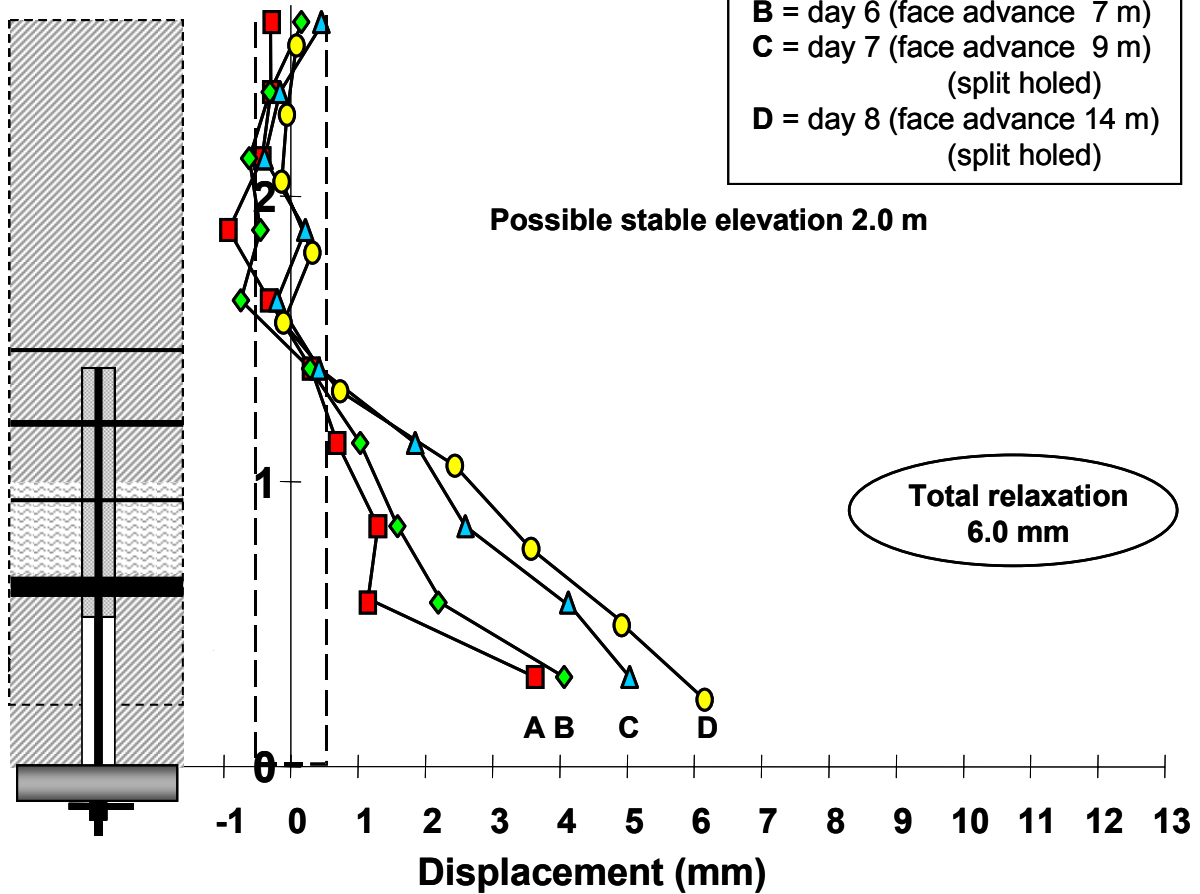 B = day 6 (face advance 7 m)
C = day 7 (face advance 9 m)
(split holed)
D = day 8 (face advance 14 m)
(split holed)
2
Possible stable elevation 2.0 m
1
Total relaxation
6.0 mm
A B C D
0
-1 0 1 2 3 4 5 6 7 8 9 10 11 12 13
Displacement (mm)